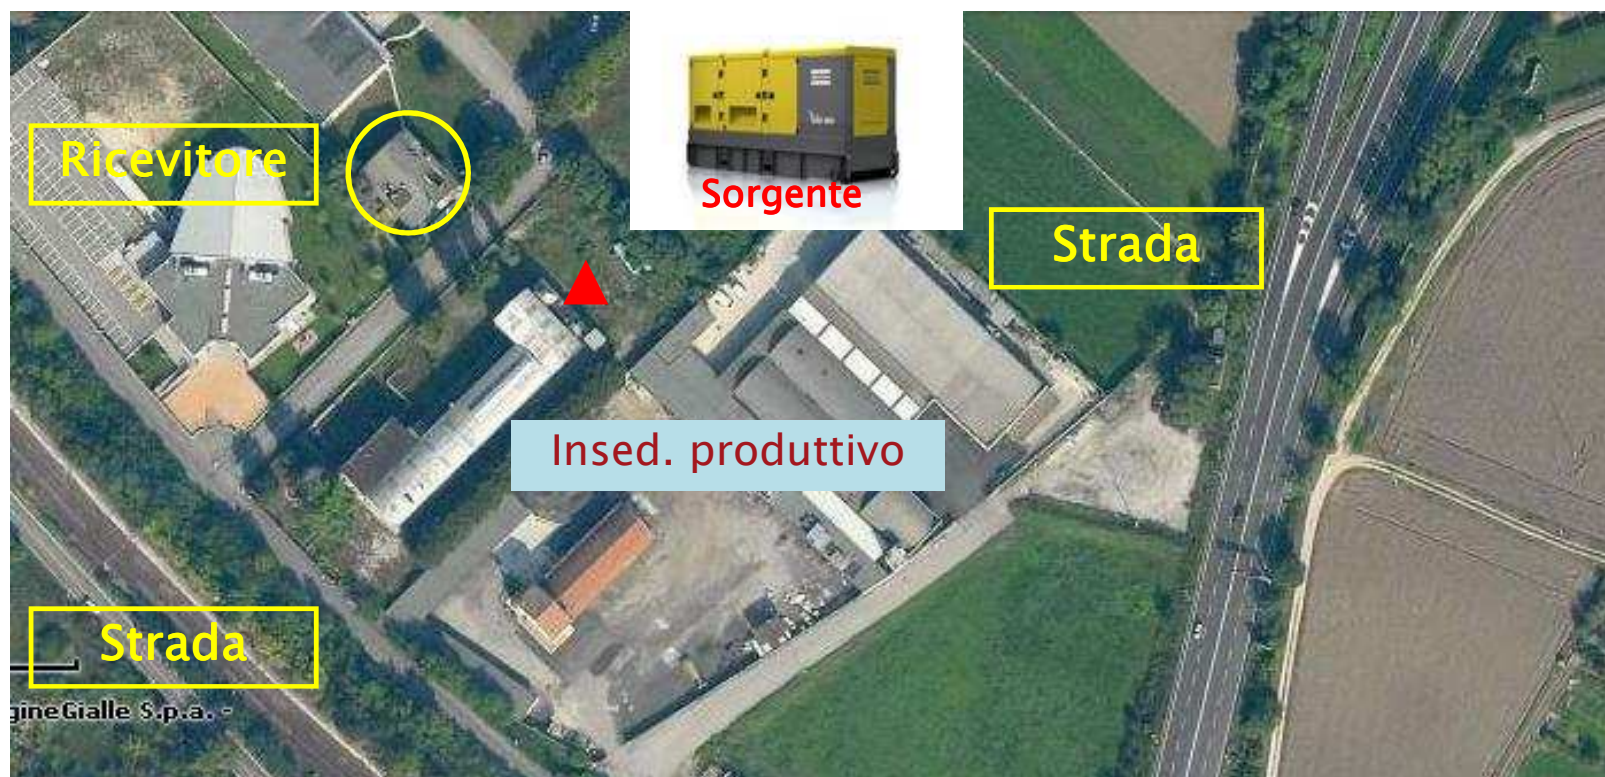 Ricevitore
Sorgente
Strada
Insed. produttivo
Strada
gineGialle S.p.a. -